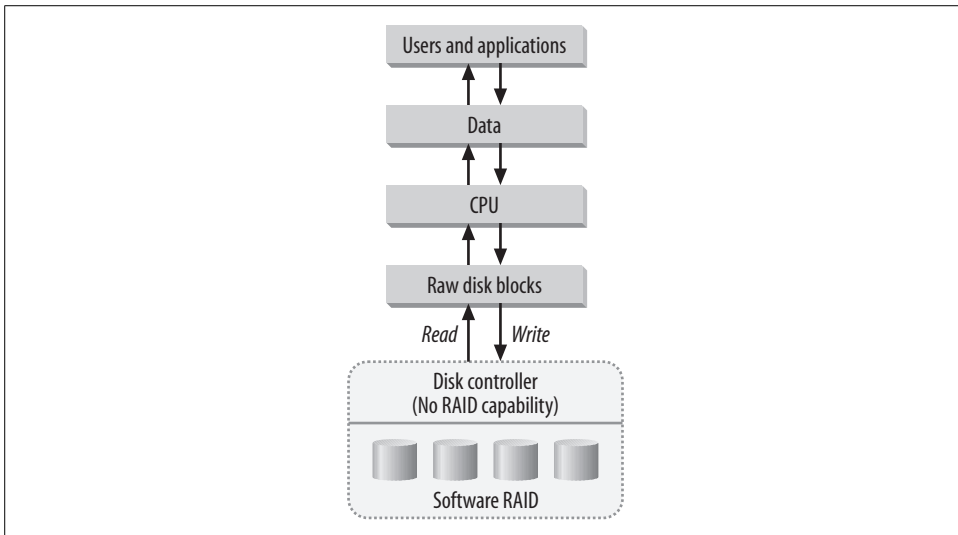 Users and applications
Data
CPU
Raw disk blocks
Read Write
Disk controller
(No RAID capability)
Software RAID